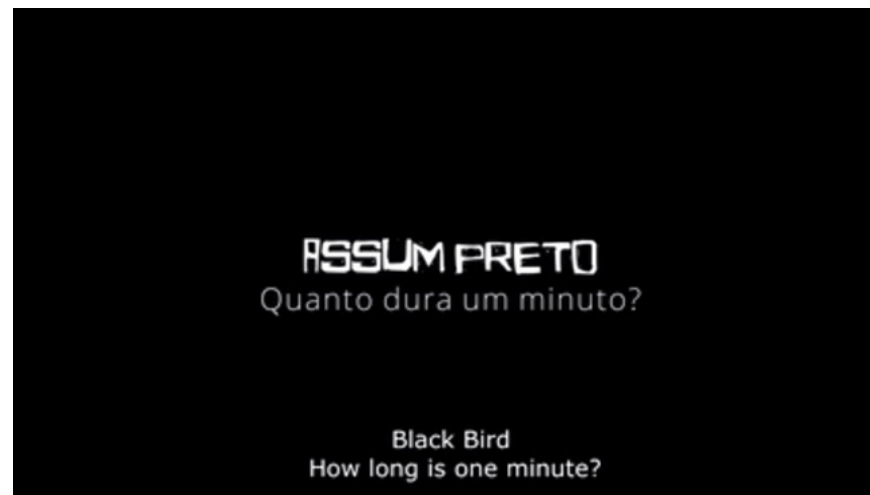 ASSUM PRETO
Quanto dura um minuto?
Black Bird
How long is one minute?